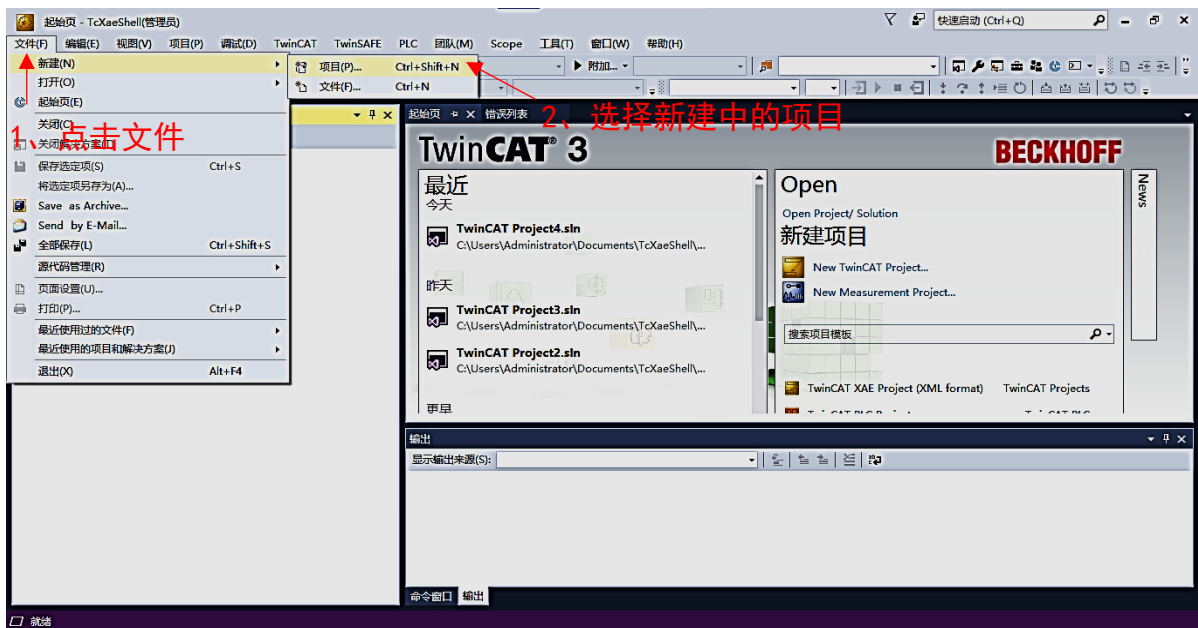 起始页 - TcXaeShell(管理员)
快速启动 (Ctrl+Q)
文件(F) 编辑(E) 视图(V) 项目(P) 调试(D) TwinCAT TwinSAFE PLC 团队(M) Scope 工具(T) 窗口(W) 帮助(H)
新建(N)
项目(P)... Ctrl+Shift+N
附加...
打开(O)
文件(F)... Ctrl+N
起始页(E)
关闭(C)
1、点击文件
保存选定项(S) Ctrl+S
将选定项另存为(A)...
Save as Archive...
Send by E-Mail...
全部保存(L) Ctrl+Shift+S
源代码管理(R)
页面设置(U)...
打印(P)... Ctrl+P
最近使用过的文件(F)
最近使用的项目和解决方案(J)
退出(X) Alt+F4
起始页 错误列表
2、选择新建中的项目
TwinCAT® 3
BECKHOFF
最近
今天
TwinCAT Project4.sln
C:\Users\Administrator\Documents\TcXaeShell\...
昨天
TwinCAT Project3.sln
C:\Users\Administrator\Documents\TcXaeShell\...
TwinCAT Project2.sln
C:\Users\Administrator\Documents\TcXaeShell\...
更早
Open
Open Project/ Solution
新建项目
New TwinCAT Project...
New Measurement Project...
搜索项目模板
TwinCAT XAE Project (XML format) TwinCAT Projects
News
输出
显示输出来源(S):
命令窗口 输出
就绪